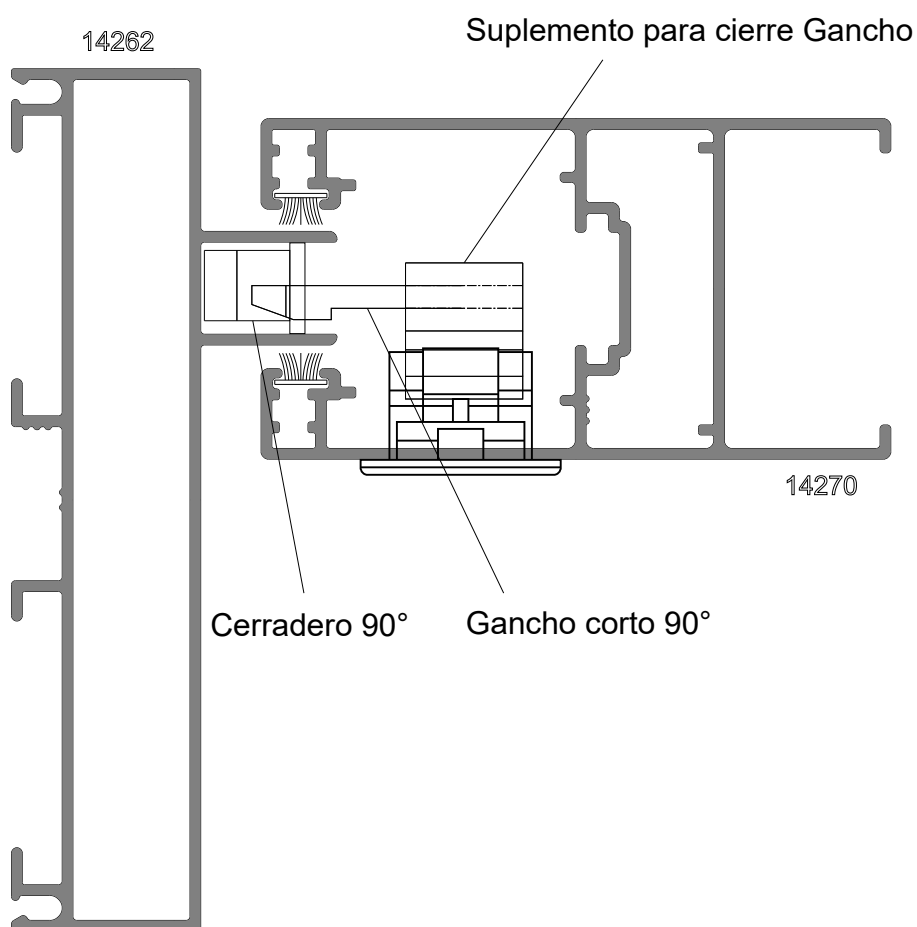 Suplemento para cierre Gancho
14262
14270
Cerradero 90°
Gancho corto 90°